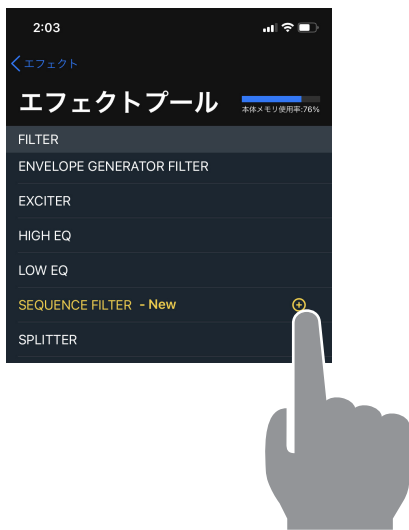 2:03
エフェクト
エフェクトプール
本体メモリ使用率:76%
FILTER
ENVELOPE GENERATOR FILTER
EXCITER
HIGH EQ
LOW EQ
SEQUENCE FILTER - New
SPLITTER